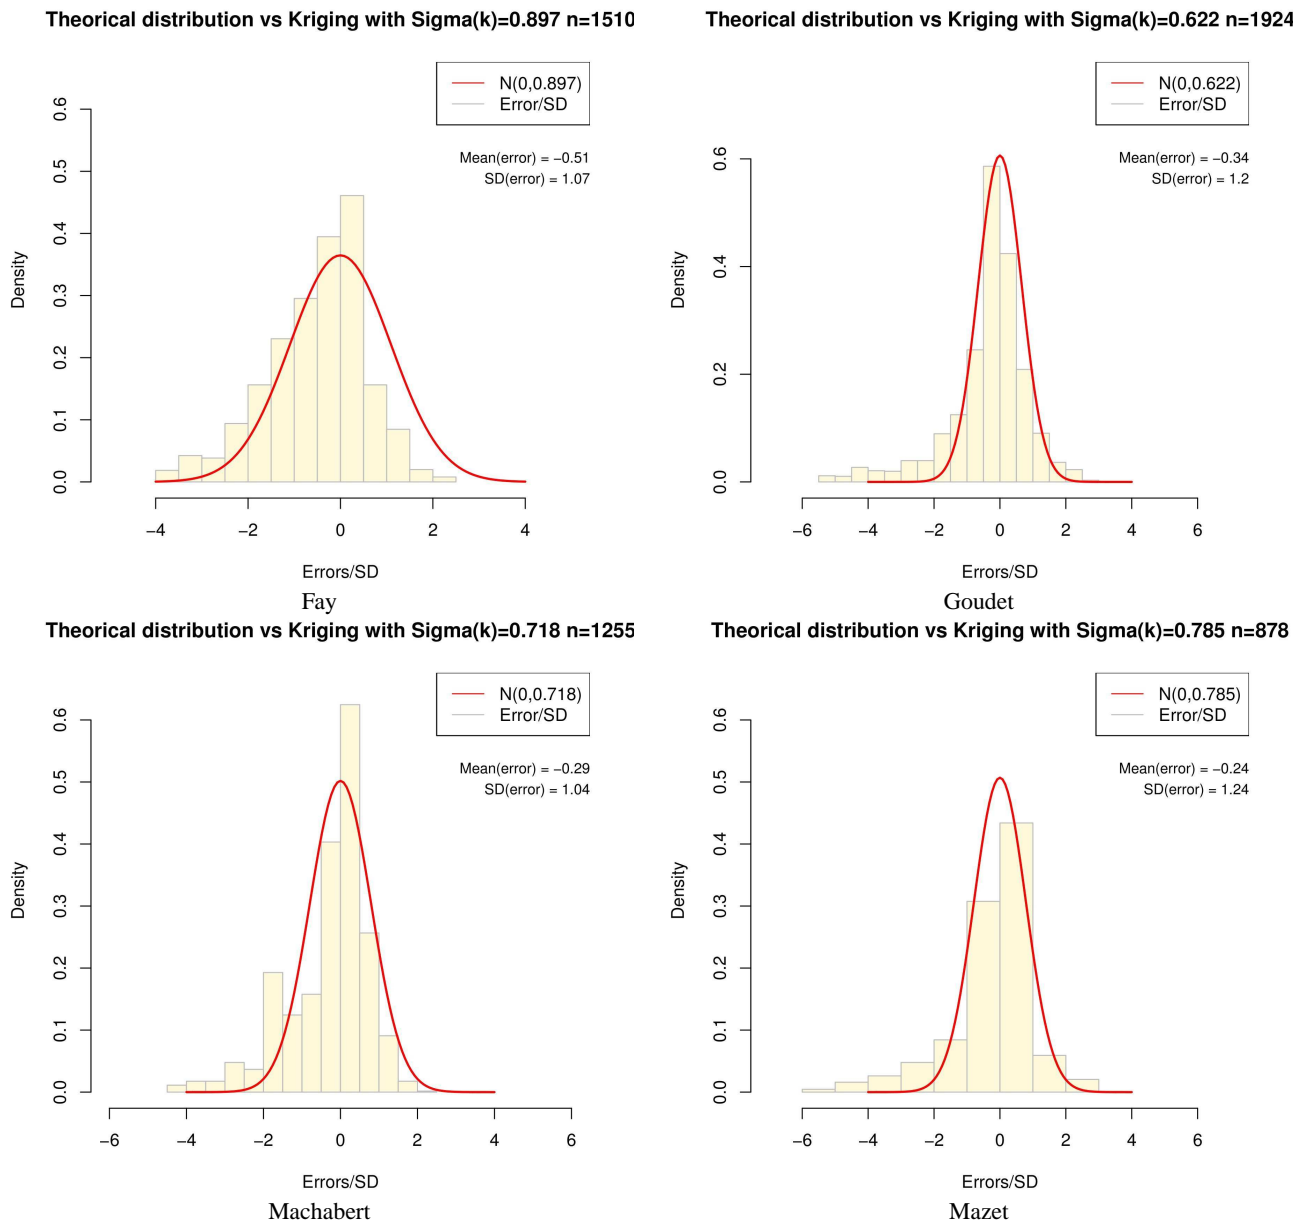 Theorical distribution vs Kriging with Sigma(k)=0.897 n=1510
N(0,0.897)
Error/SD
Mean(error) = −0.51
SD(error) = 1.07
0.6
0.5
0.4
0.3
0.2
0.1
0.0
Density
−4 −2 0 2 4
Errors/SD
Fay
Theorical distribution vs Kriging with Sigma(k)=0.622 n=1924
N(0,0.622)
Error/SD
Mean(error) = −0.34
SD(error) = 1.2
0.6
0.4
0.2
0.0
Density
−6 −4 −2 0 2 4 6
Errors/SD
Goudet
Theorical distribution vs Kriging with Sigma(k)=0.718 n=1255
N(0,0.718)
Error/SD
Mean(error) = −0.29
SD(error) = 1.04
0.6
0.5
0.4
0.3
0.2
0.1
0.0
Density
−6 −4 −2 0 2 4 6
Errors/SD
Machabert
Theorical distribution vs Kriging with Sigma(k)=0.785 n=878
N(0,0.785)
Error/SD
Mean(error) = −0.24
SD(error) = 1.24
0.6
0.5
0.4
0.3
0.2
0.1
0.0
Density
−6 −4 −2 0 2 4 6
Errors/SD
Mazet